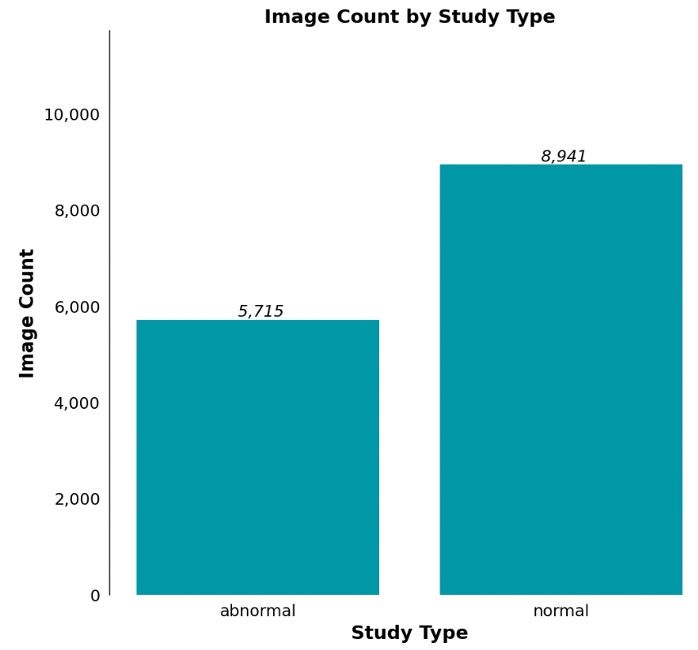 Image Count by Study Type
Image Count
10,000
8,000
6,000
4,000
2,000
0
5,715
8,941
abnormal
normal
Study Type